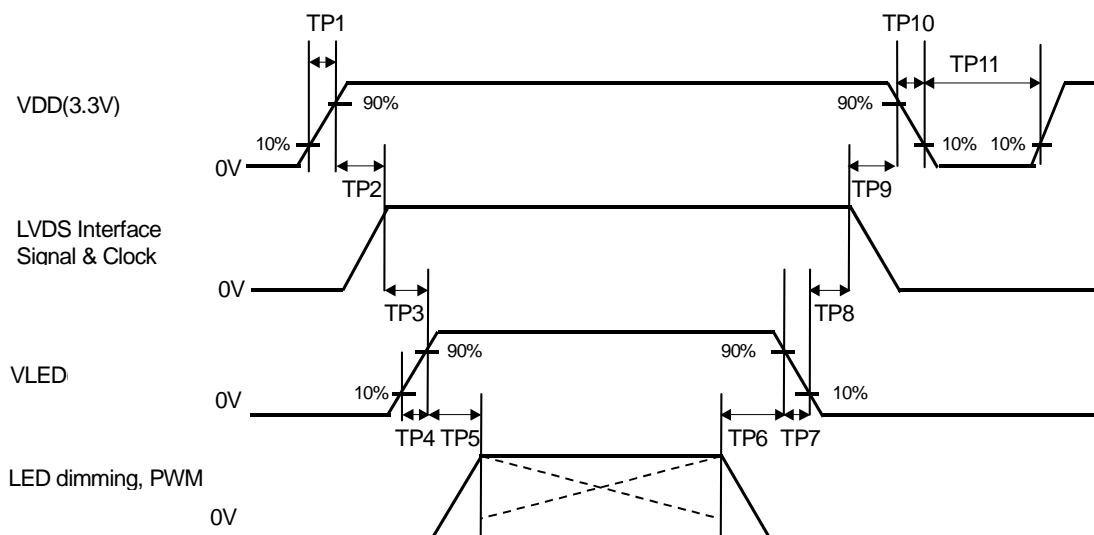 TP1
TP10
TP11
VDD(3.3V)
90%
90%
10%
10%
10%
0V
TP2
TP9
LVDS Interface
Signal & Clock
0V
TP3
TP8
90%
90%
VLED
10%
10%
0V
TP4
TP5
TP6
TP7
LED dimming, PWM
0V